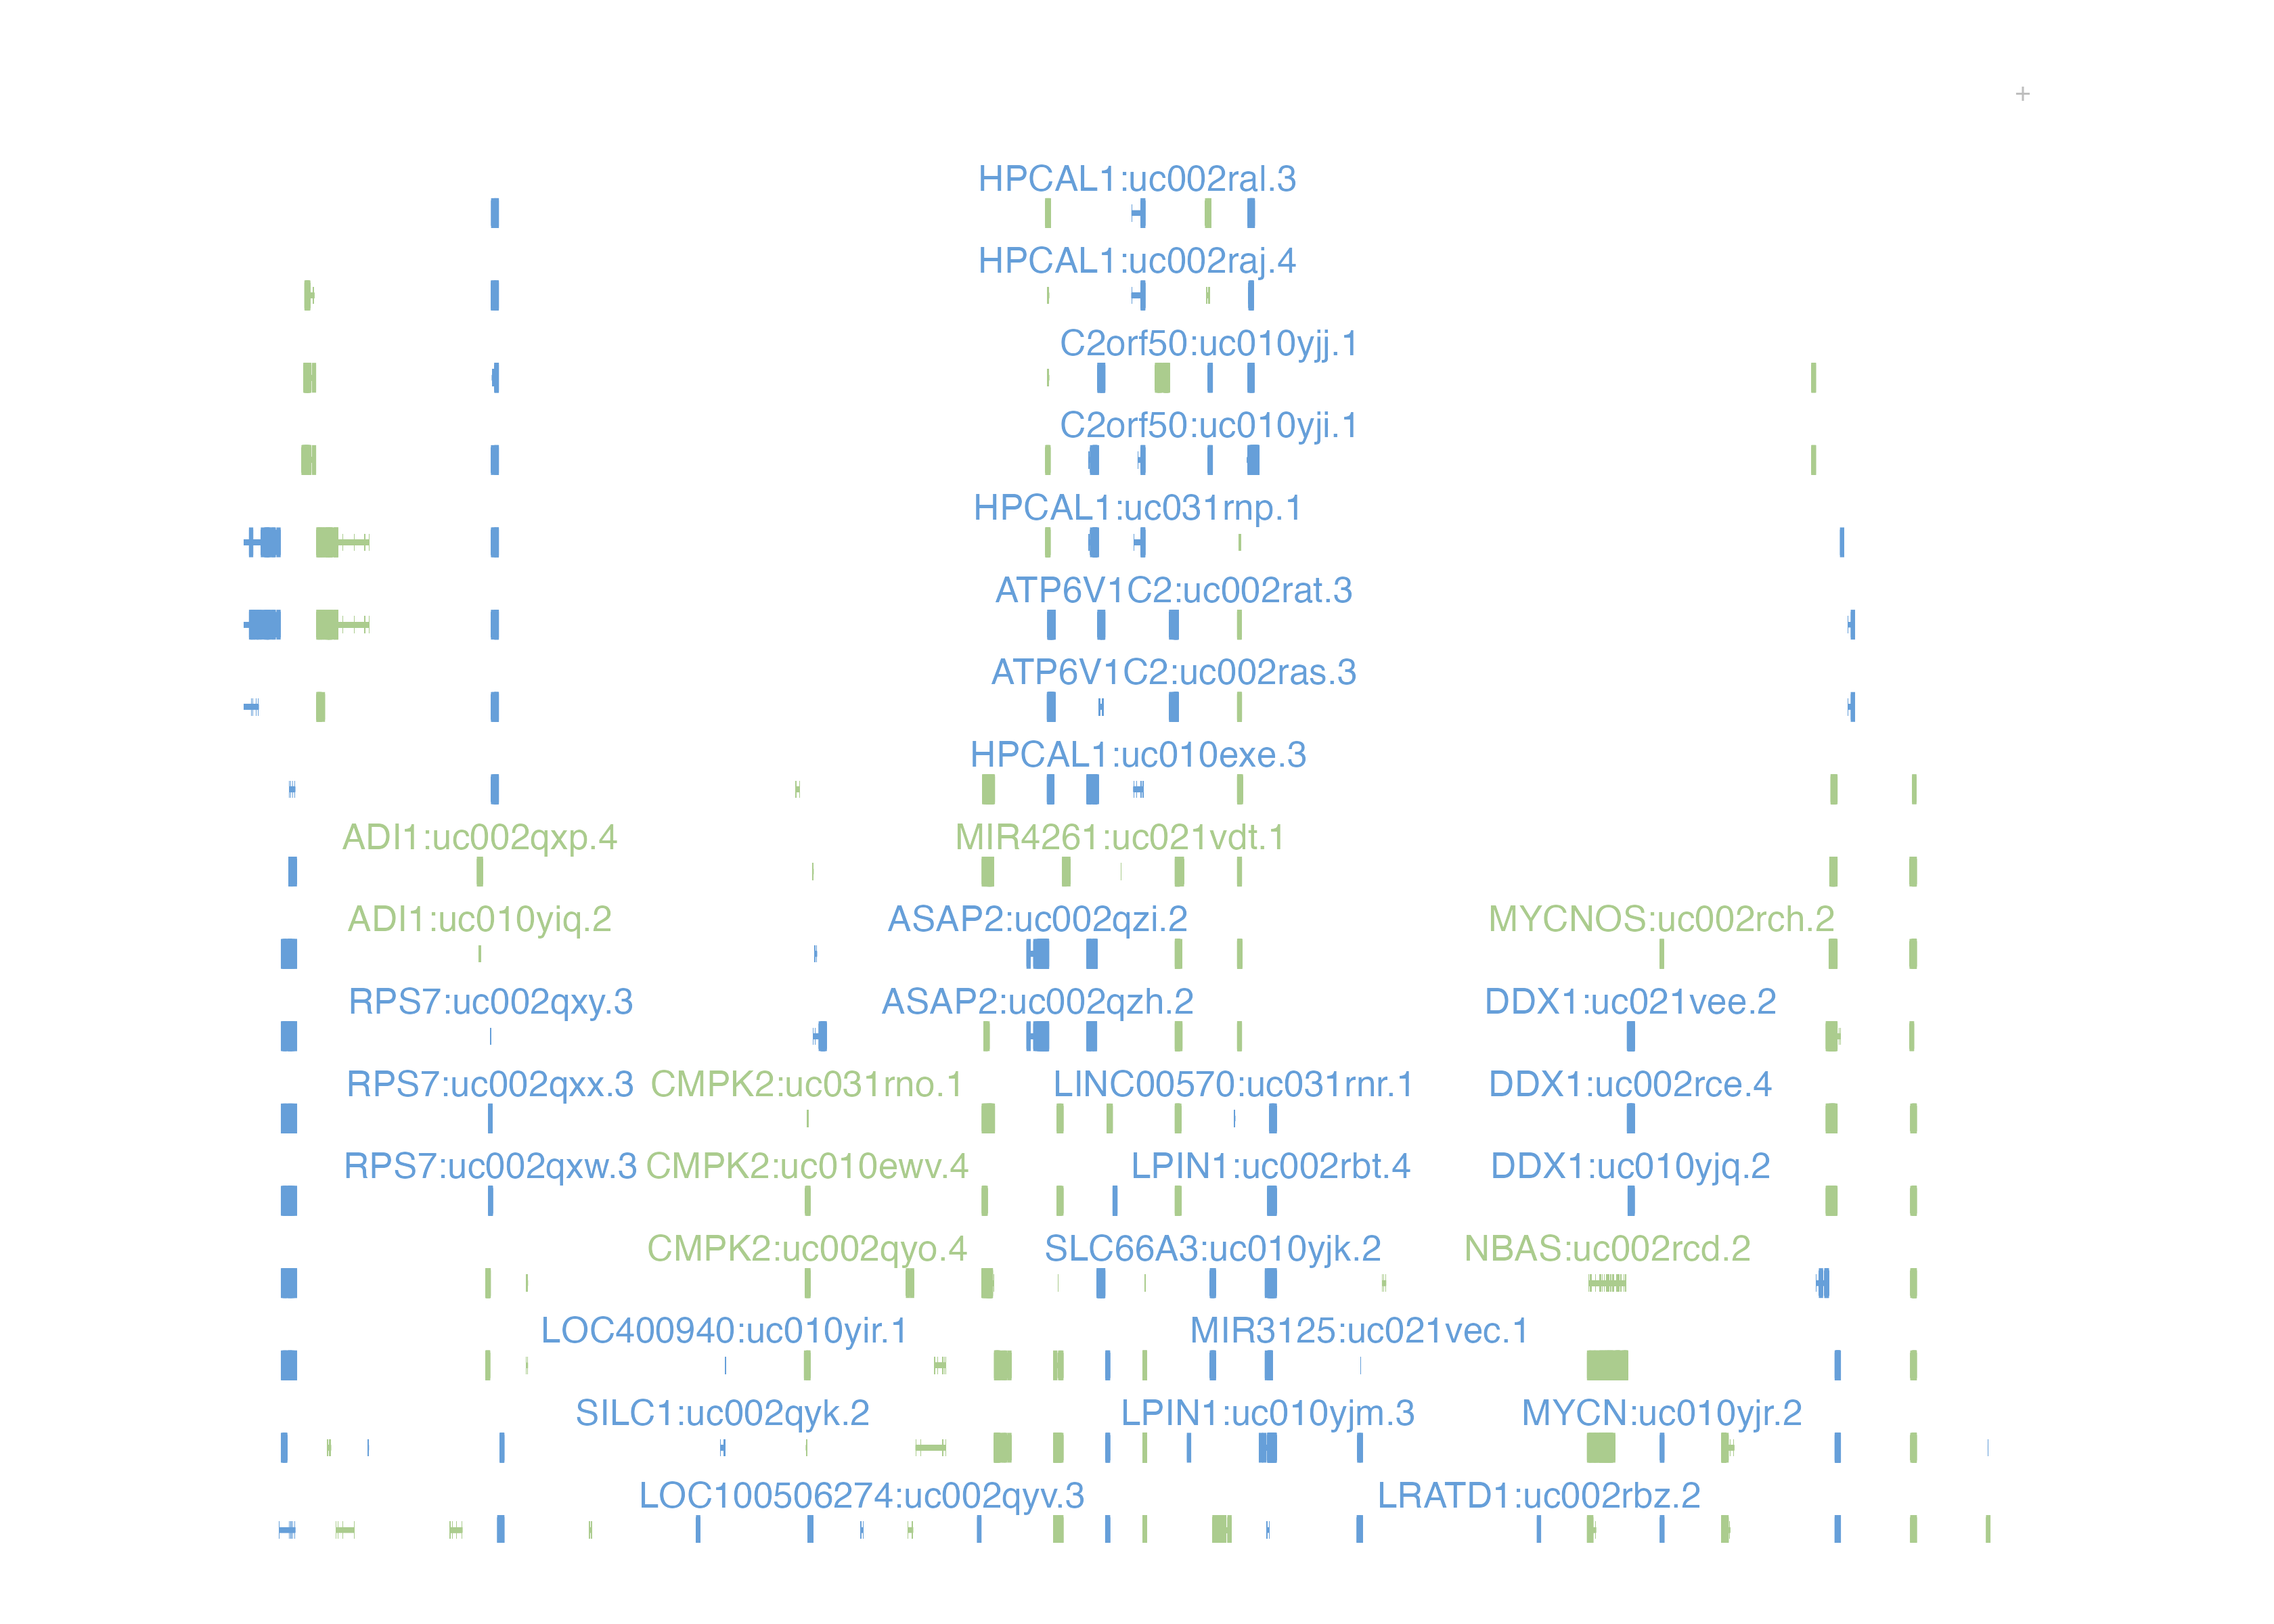 +
HPCAL1:uc002ral.3
HPCAL1:uc002raj.4
C2orf50:uc010yjj.1
C2orf50:uc010yji.1
HPCAL1:uc031rnp.1
ATP6V1C2:uc002rat.3
ATP6V1C2:uc002ras.3
HPCAL1:uc010exe.3
ADI1:uc002qxp.4 MIR4261:uc021vdt.1
ADI1:uc010yiq.2 ASAP2:uc002qzi.2 MYCNOS:uc002rch.2
RPS7:uc002qxy.3 ASAP2:uc002qzh.2 DDX1:uc021vee.2
RPS7:uc002qxx.3 CMPK2:uc031rno.1 LINC00570:uc031rnr.1 DDX1:uc002rce.4
RPS7:uc002qxw.3 CMPK2:uc010ewv.4 LPIN1:uc002rbt.4 DDX1:uc010yjq.2
CMPK2:uc002qyo.4 SLC66A3:uc010yjk.2 NBAS:uc002rcd.2
LOC400940:uc010yir.1 MIR3125:uc021vec.1
SILC1:uc002qyk.2 LPIN1:uc010yjm.3 MYCN:uc010yjr.2
LOC100506274:uc002qyv.3 LRATD1:uc002rbz.2